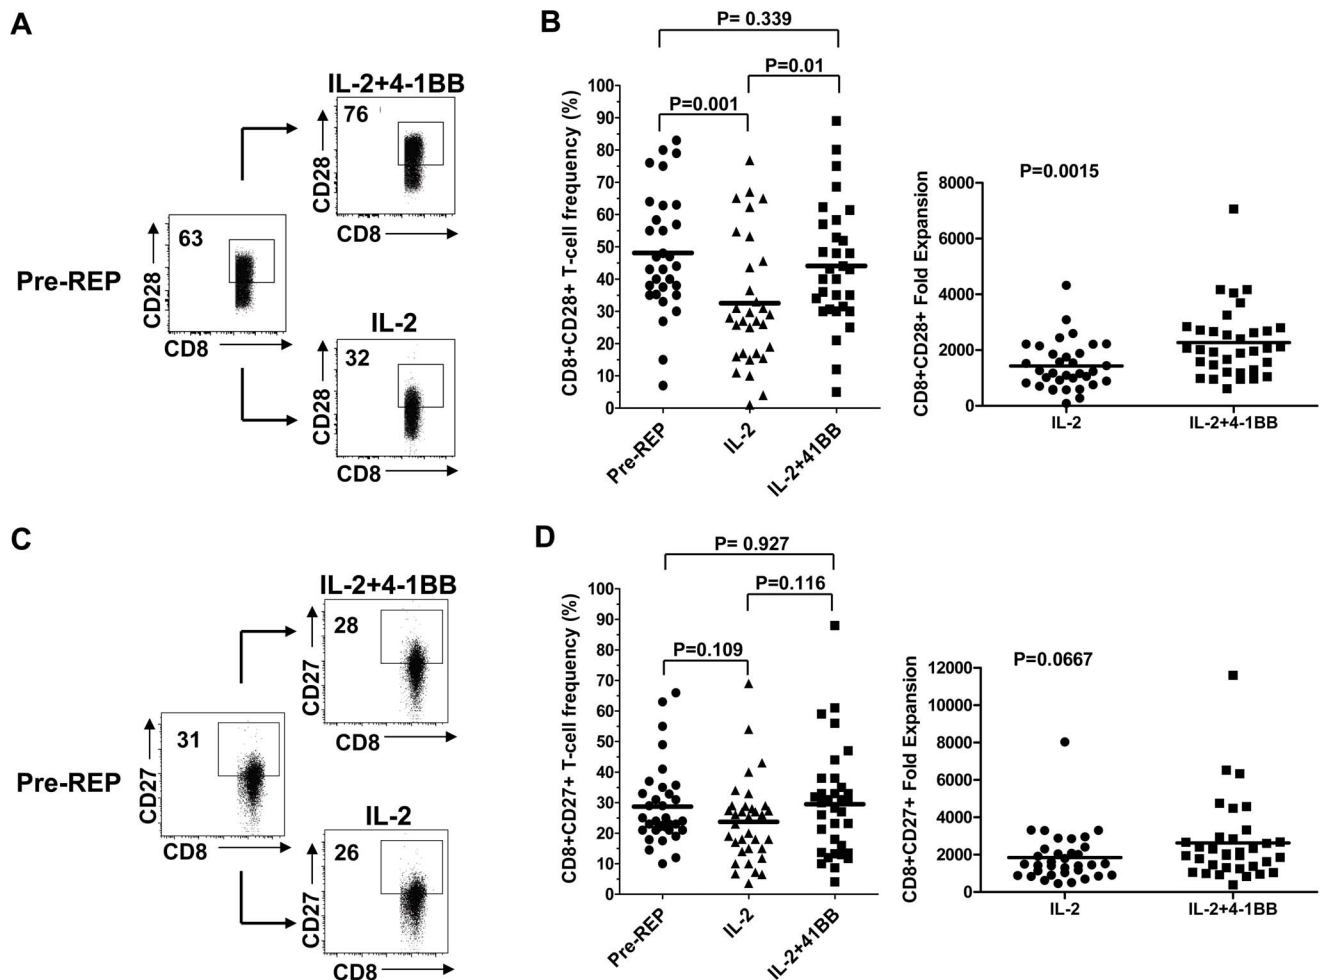 A
IL-2+4-1BB
76
CD28
CD8
63
CD28
CD8
Pre-REP
IL-2
32
CD28
CD8
B
P= 0.339
P=0.01
P=0.001
CD8+CD28+ T-cell frequency (%)
100
90
80
70
60
50
40
30
20
10
0
Pre-REP
IL-2
IL-2+41BB
P=0.0015
CD8+CD28+ Fold Expansion
8000
6000
4000
2000
0
IL-2
IL-2+4-1BB
C
IL-2+4-1BB
28
CD27
CD8
31
CD27
CD8
Pre-REP
IL-2
26
CD27
CD8
D
P= 0.927
P=0.116
P=0.109
CD8+CD27+ T-cell frequency (%)
100
90
80
70
60
50
40
30
20
10
0
Pre-REP
IL-2
IL-2+41BB
P=0.0667
CD8+CD27+ Fold Expansion
12000
10000
8000
6000
4000
2000
0
IL-2
IL-2+4-1BB